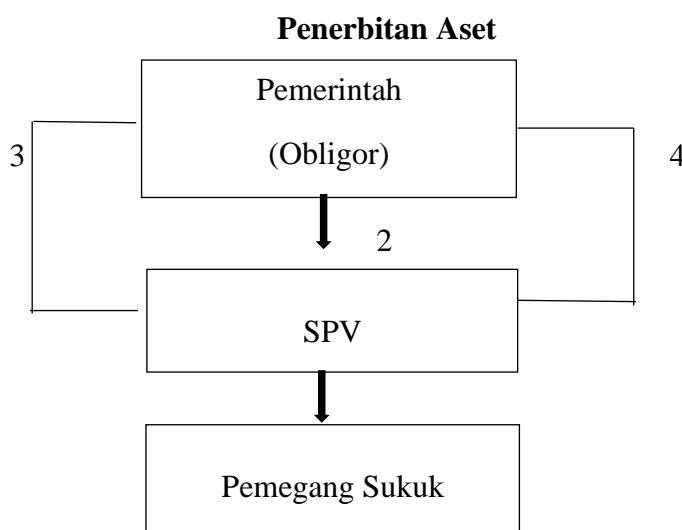 Penerbitan Aset
Pemerintah
(Obligor)
3
4
2
SPV
Pemegang Sukuk